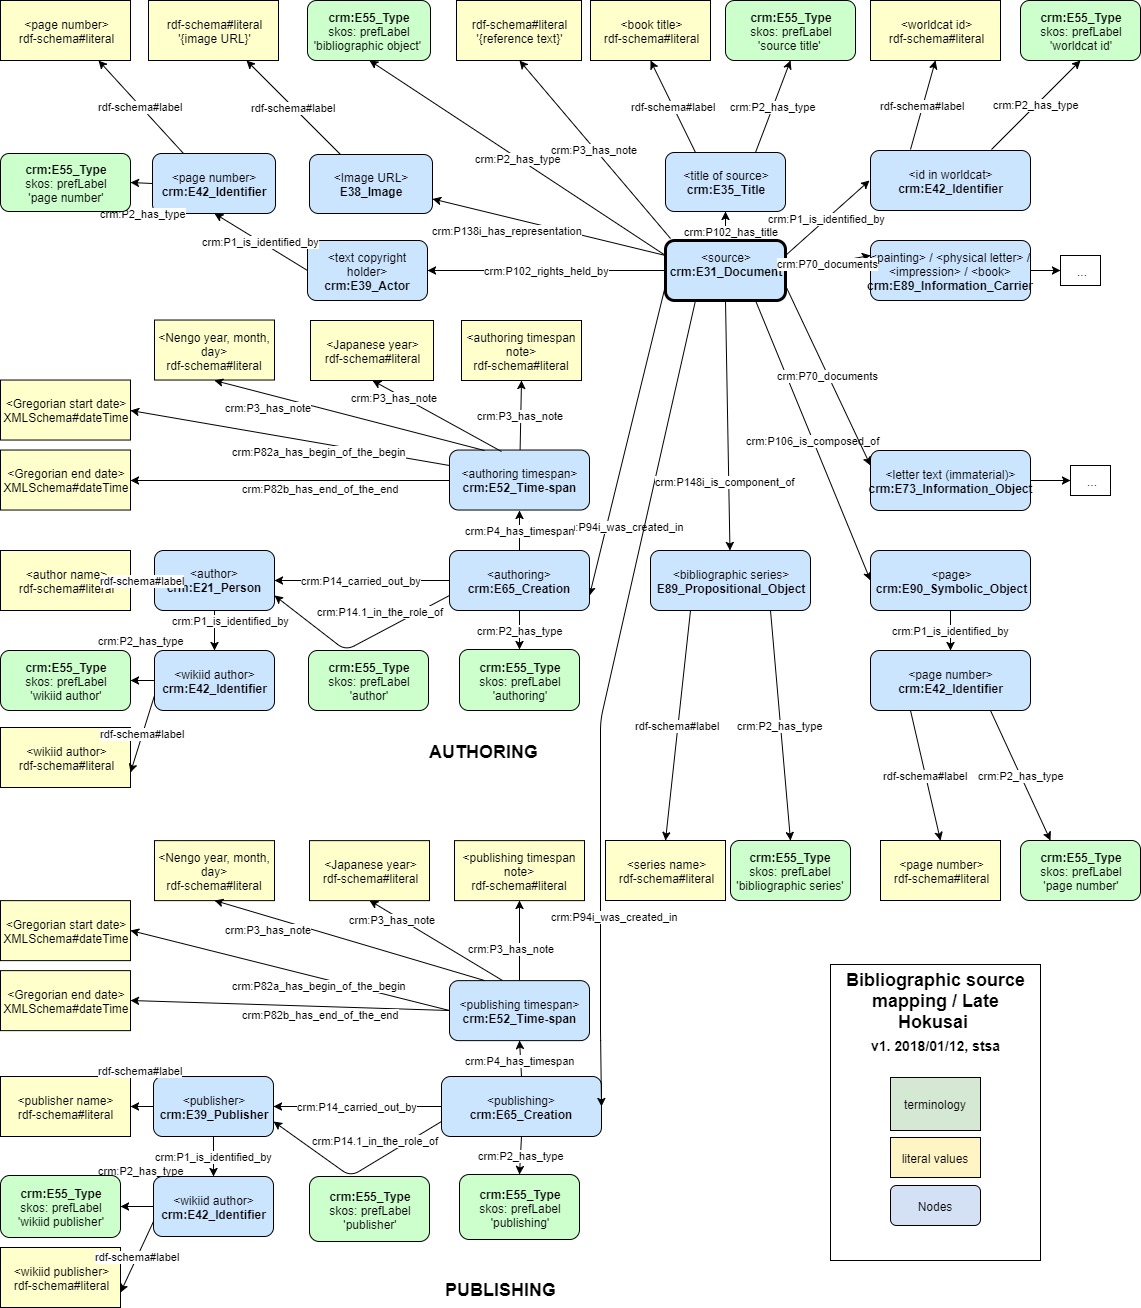 <page number>
rdf-schema#literal
rdf-schema#literal
'{image URL}'
crm:E55_Type
skos: prefLabel
'bibliographic object'
rdf-schema#literal
'{reference text}'
<book title>
rdf-schema#literal
crm:E55_Type
skos: prefLabel
'source title'
<worldcat id>
rdf-schema#literal
crm:E55_Type
skos: prefLabel
'worldcat id'
rdf-schema#label
rdf-schema#label
rdf-schema#label
crm:P2_has_type
rdf-schema#label
crm:P2_has_type
crm:P3_has_note
crm:P2_has_type
crm:E55_Type
skos: prefLabel
'page number'
<page number>
crm:E42_Identifier
<Image URL>
E38_Image
<title of source>
crm:E35_Title
<id in worldcat>
crm:E42_Identifier
crm:P2_has_type
crm:P1_is_identified_by
crm:P138i_has_representation
crm:P102_has_title
crm:P1_is_identified_by
<text copyright
holder>
crm:E39_Actor
crm:P102_rights_held_by
<source>
crm:E31_Document
crm:P70_documents
<painting> / <physical letter> /
<impression> / <book>
crm:E89_Information_Carrier
...
<Nengo year, month,
day>
rdf-schema#literal
<Japanese year>
rdf-schema#literal
<authoring timespan
note>
rdf-schema#literal
crm:P70_documents
<Gregorian start date>
XMLSchema#dateTime
crm:P3_has_note
crm:P3_has_note
crm:P3_has_note
crm:P82a_has_begin_of_the_begin
crm:P106_is_composed_of
<Gregorian end date>
XMLSchema#dateTime
crm:P82b_has_end_of_the_end
<authoring timespan>
crm:E52_Time-span
crm:P148i_is_component_of
<letter text (immaterial)>
crm:E73_Information_Object
...
crm:P4_has_timespan
:P94i_was_created_in
<author name>
rdf-schema#literal
rdf-schema#label
<author>
crm:E21_Person
crm:P14_carried_out_by
<authoring>
crm:E65_Creation
<bibliographic series>
E89_Propositional_Object
<page>
crm:E90_Symbolic_Object
crm:P14.1_in_the_role_of
crm:P1_is_identified_by
crm:P2_has_type
crm:P2_has_type
crm:P1_is_identified_by
crm:E55_Type
skos: prefLabel
'wikiid author'
<wikiid author>
crm:E42_Identifier
crm:E55_Type
skos: prefLabel
'author'
crm:E55_Type
skos: prefLabel
'authoring'
<page number>
crm:E42_Identifier
rdf-schema#label
<wikiid author>
rdf-schema#literal
AUTHORING
rdf-schema#label
crm:P2_has_type
rdf-schema#label
crm:P2_has_type
<Nengo year, month,
day>
rdf-schema#literal
<Japanese year>
rdf-schema#literal
<publishing timespan
note>
rdf-schema#literal
<series name>
rdf-schema#literal
crm:E55_Type
skos: prefLabel
'bibliographic series'
<page number>
rdf-schema#literal
crm:E55_Type
skos: prefLabel
'page number'
<Gregorian start date>
XMLSchema#dateTime
crm:P3_has_note
crm:P3_has_note
crm:P3_has_note
crm:P94i_was_created_in
<Gregorian end date>
XMLSchema#dateTime
crm:P82a_has_begin_of_the_begin
crm:P82b_has_end_of_the_end
<publishing timespan>
crm:E52_Time-span
crm:P4_has_timespan
rdf-schema#label
<publisher name>
rdf-schema#literal
<publisher>
crm:E39_Publisher
crm:P14_carried_out_by
<publishing>
crm:E65_Creation
crm:P14.1_in_the_role_of
crm:P1_is_identified_by
crm:P2_has_type
crm:P2_has_type
crm:E55_Type
skos: prefLabel
'wikiid publisher'
<wikiid author>
crm:E42_Identifier
crm:E55_Type
skos: prefLabel
'publisher'
crm:E55_Type
skos: prefLabel
'publishing'
rdf-schema#label
<wikiid publisher>
rdf-schema#literal
PUBLISHING
Bibliographic source
mapping / Late
Hokusai
v1. 2018/01/12, stsa
terminology
literal values
Nodes